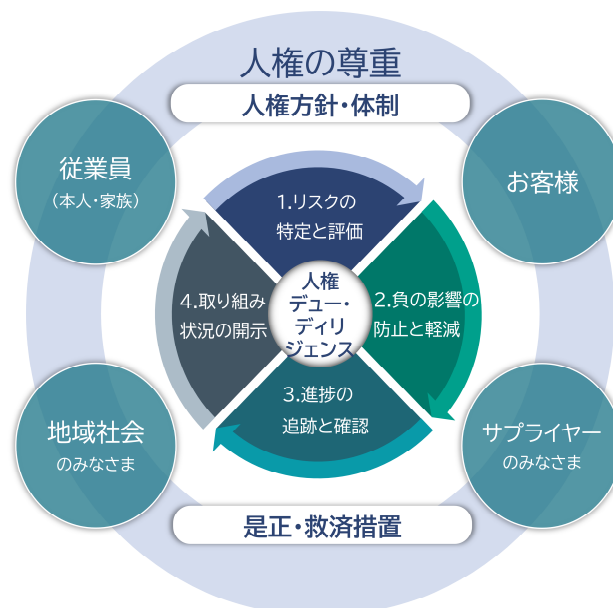 人権の尊重
人権方針・体制
従業員
(本人・家族)
お客様
1.リスクの
特定と評価
人権
デュー・
ディリ
ジェンス
2.負の影響の
防止と軽減
4.取り組み
状況の開示
3.進捗の
追跡と確認
地域社会
のみなさま
サプライヤー
のみなさま
是正・救済措置